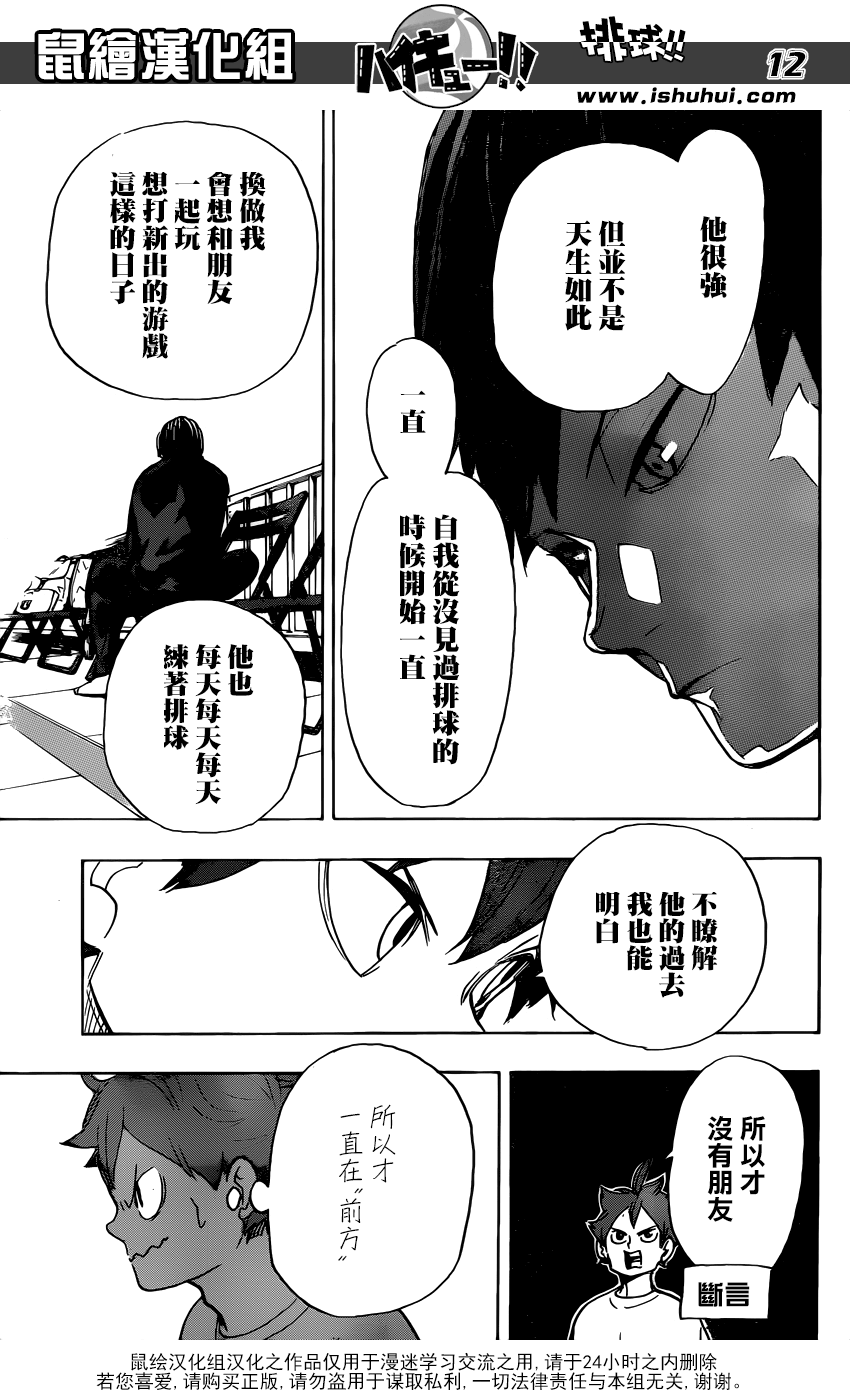 鼠繪漢化組
ハイキュー!!
排球!!
12
www.ishuhui.com
他很強
但並不是
天生如此
一直
自我從沒見過排球的
時候開始一直
換做我
會想和朋友
一起玩
想打新出的游戲
這樣的日子
他也
每天每天每天
練著排球
不瞭解
他的過去
我也能
明白
所以才
沒有朋友
斷言
所以才
一直在“前方”
鼠绘汉化组汉化之作品仅用于漫迷学习交流之用,请于24小时之内删除
若您喜爱,请购买正版,请勿盗用于谋取私利,一切法律责任与本组无关,谢谢。